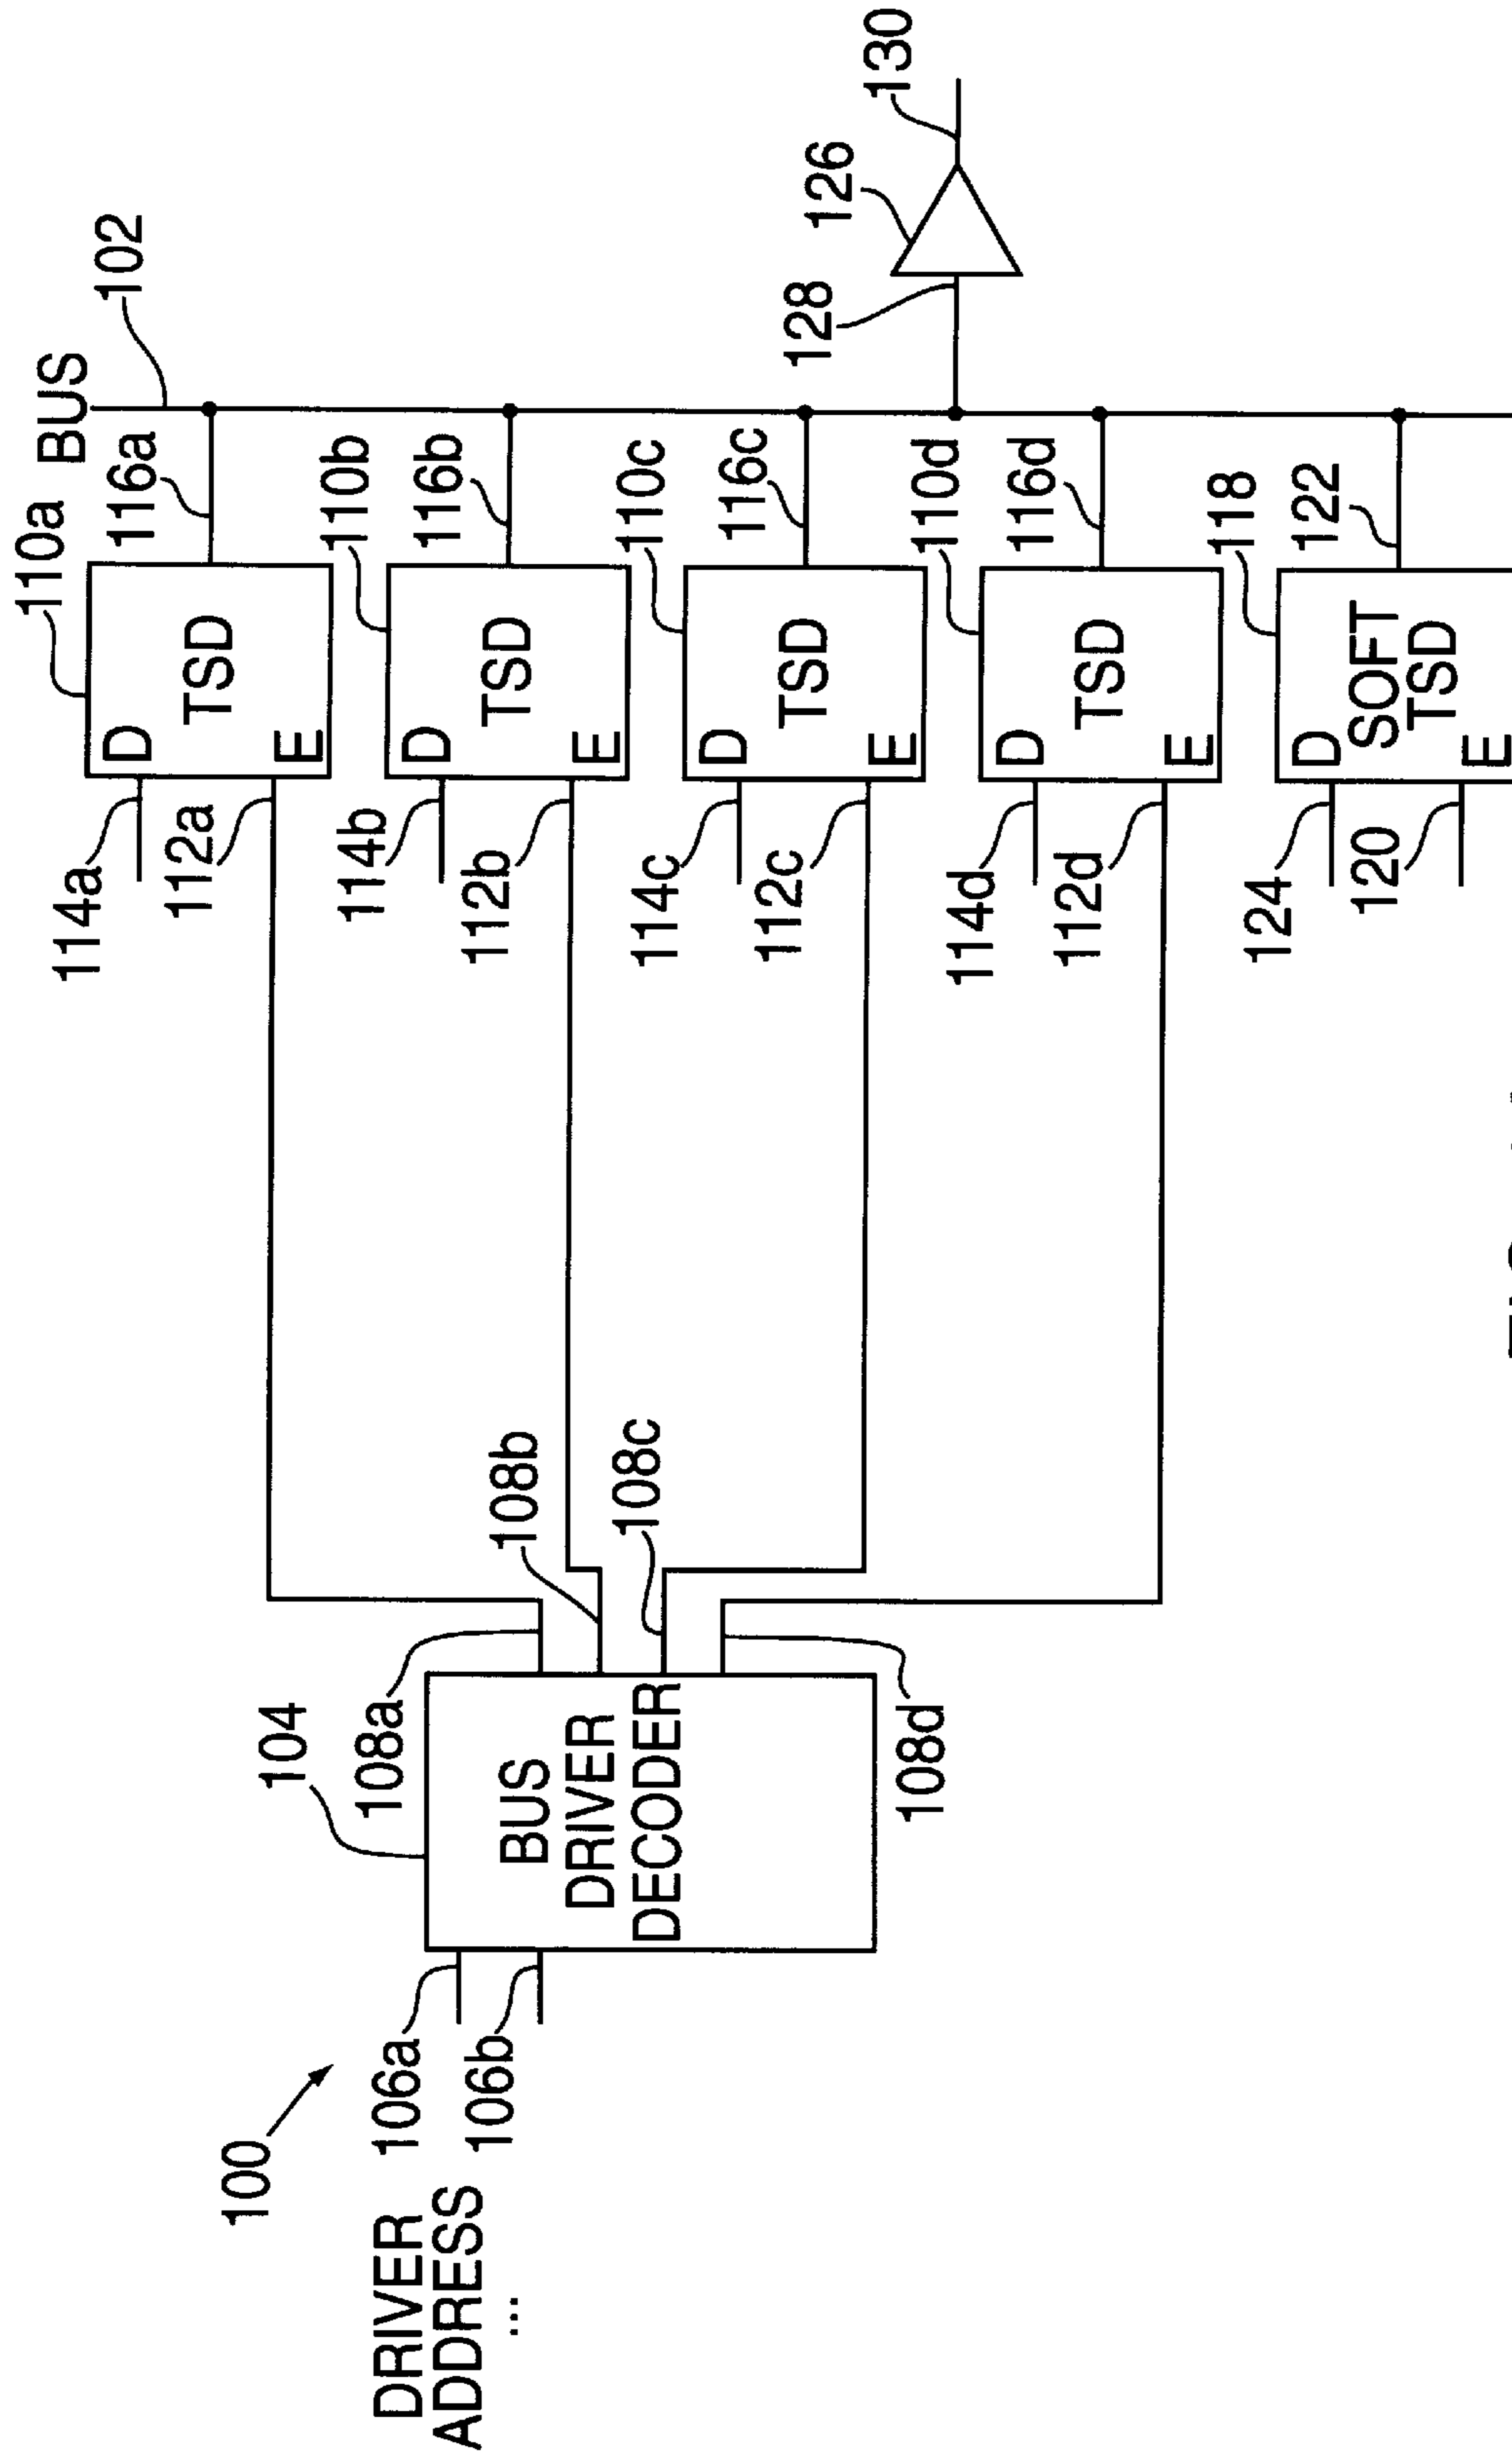 100
DRIVER
ADDRESS
...
106a
106b
104
BUS
DRIVER
DECODER
108a
108b
108c
108d
110a
114a
D
TSD
E
112a
116a
BUS
102
110b
114b
D
TSD
E
112b
116b
110c
114c
D
TSD
E
112c
116c
128
126
130
110d
114d
D
TSD
E
112d
116d
118
124
D
SOFT
TSD
E
120
122